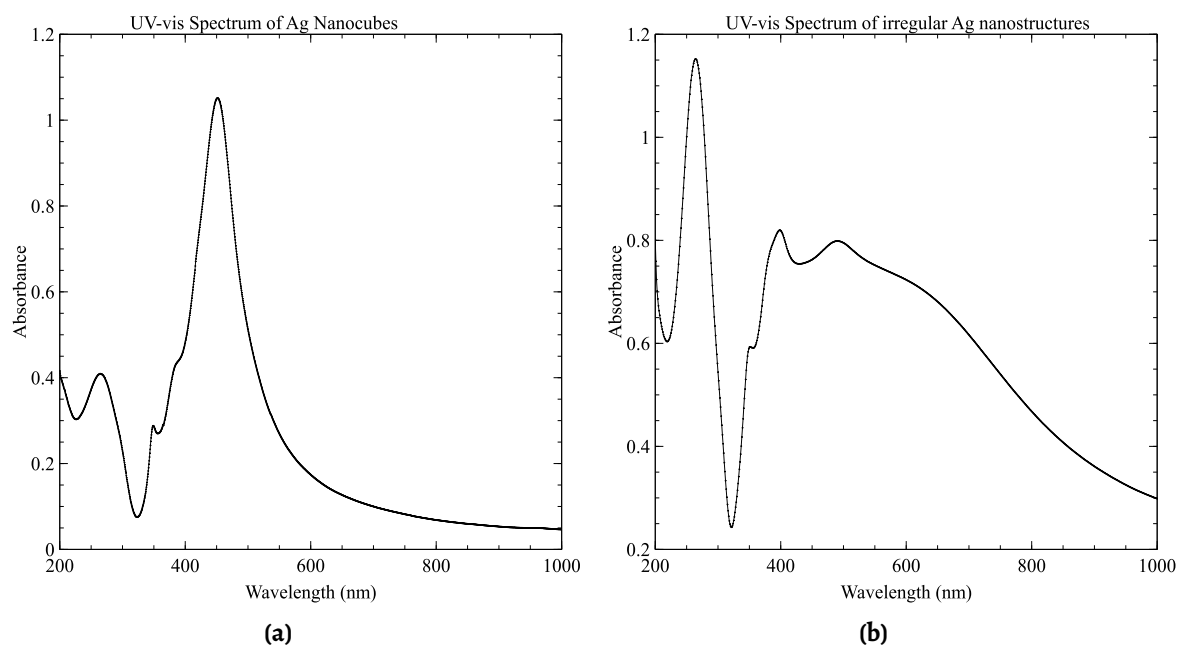 UV-vis Spectrum of Ag Nanocubes
1.2
1
0.8
0.6
0.4
0.2
0
Absorbance
200 400 600 800 1000
Wavelength (nm)
(a)
UV-vis Spectrum of irregular Ag nanostructures
1.2
1
0.8
0.6
0.4
0.2
Absorbance
200 400 600 800 1000
Wavelength (nm)
(b)